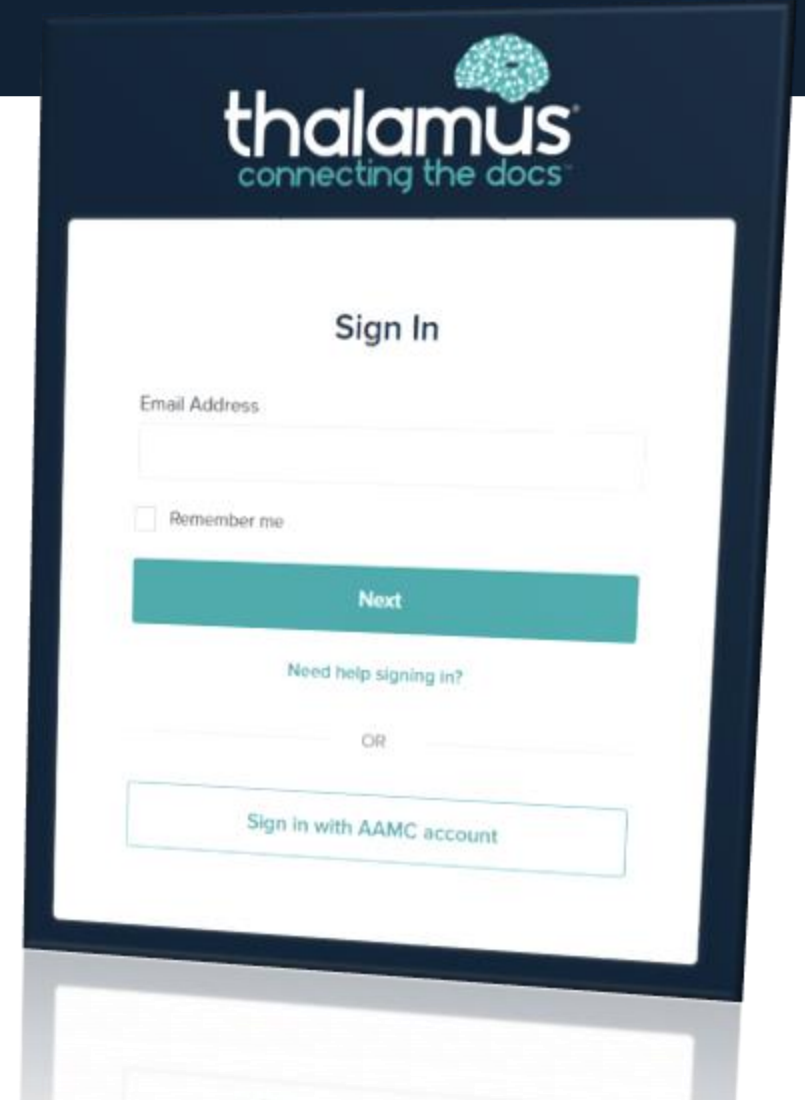 thalamus®
connecting the docs™
Sign In
Email Address
Remember me
Next
Need help signing in?
OR
Sign in with AAMC account